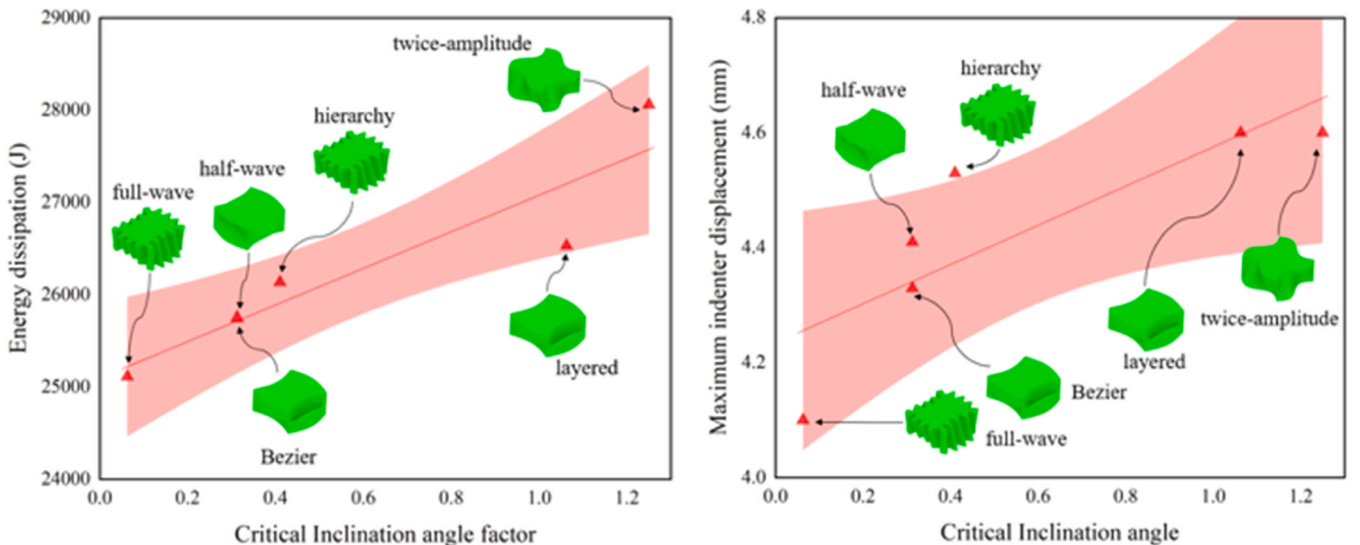 29000
28000
27000
26000
25000
24000
Energy dissipation (J)
twice-amplitude
hierarchy
half-wave
full-wave
layered
Bezier
0.0 0.2 0.4 0.6 0.8 1.0 1.2
Critical Inclination angle factor
4.8
4.6
4.4
4.2
4.0
Maximum indenter displacement (mm)
hierarchy
half-wave
twice-amplitude
layered
Bezier
full-wave
0.0 0.2 0.4 0.6 0.8 1.0 1.2
Critical Inclination angle